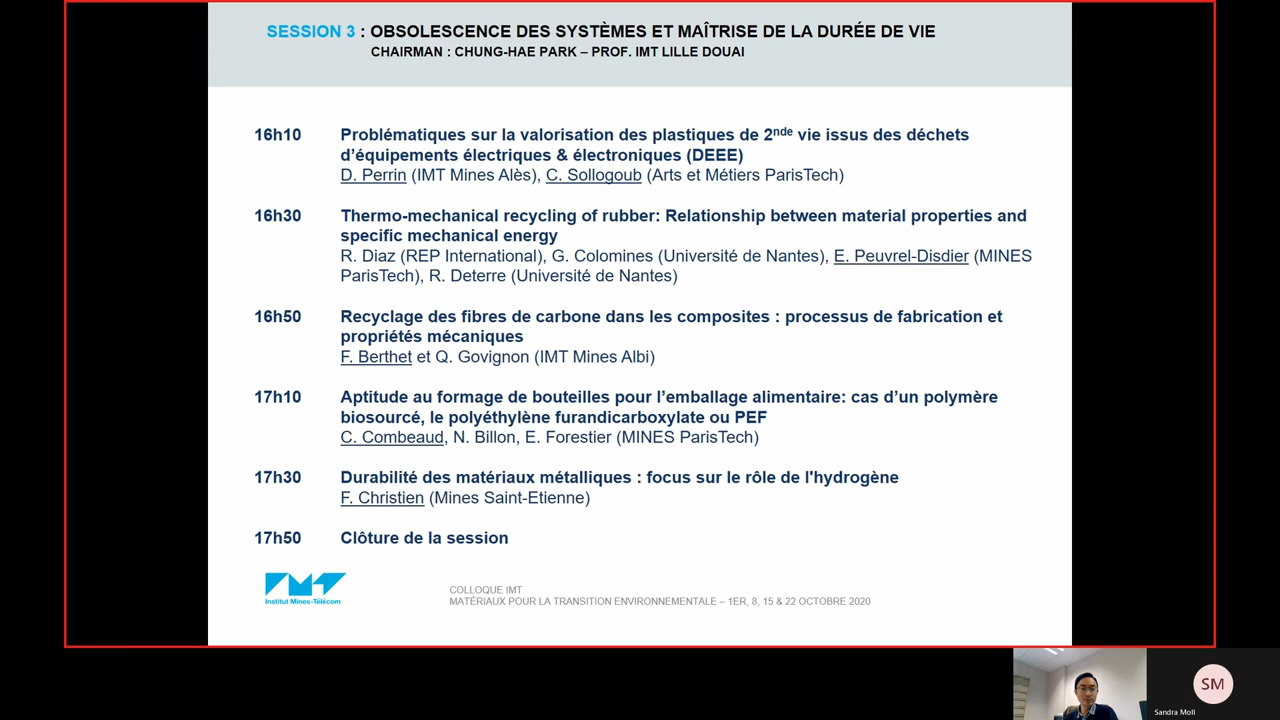 SESSION 3 : OBSOLESCENCE DES SYSTÈMES ET MAÎTRISE DE LA DURÉE DE VIE
CHAIRMAN : CHUNG-HAE PARK – PROF. IMT LILLE DOUAI
16h10 Problématiques sur la valorisation des plastiques de 2nde vie issus des déchets
d’équipements électriques & électroniques (DEEE)
D. Perrin (IMT Mines Alès), C. Sollogoub (Arts et Métiers ParisTech)
16h30 Thermo-mechanical recycling of rubber: Relationship between material properties and
specific mechanical energy
R. Diaz (REP International), G. Colomines (Université de Nantes), E. Peuvrel-Disdier (MINES
ParisTech), R. Deterre (Université de Nantes)
16h50 Recyclage des fibres de carbone dans les composites : processus de fabrication et
propriétés mécaniques
F. Berthet et Q. Govignon (IMT Mines Albi)
17h10 Aptitude au formage de bouteilles pour l’emballage alimentaire: cas d’un polymère
biosourcé, le polyéthylène furandicarboxylate ou PEF
C. Combeaud, N. Billon, E. Forestier (MINES ParisTech)
17h30 Durabilité des matériaux métalliques : focus sur le rôle de l'hydrogène
F. Christien (Mines Saint-Etienne)
17h50 Clôture de la session
IMT
Institut Mines-Télécom
COLLOQUE IMT
MATÉRIAUX POUR LA TRANSITION ENVIRONNEMENTALE – 1ER, 8, 15 & 22 OCTOBRE 2020
SM
Sandra Moll